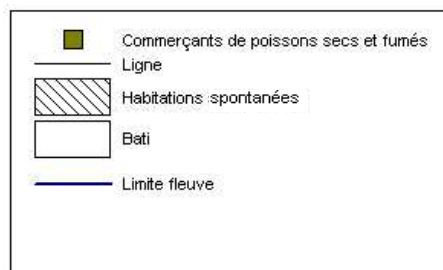 Commerçants de poissons secs et fumés
Ligne
Habitations spontanées
Bati
Limite fleuve